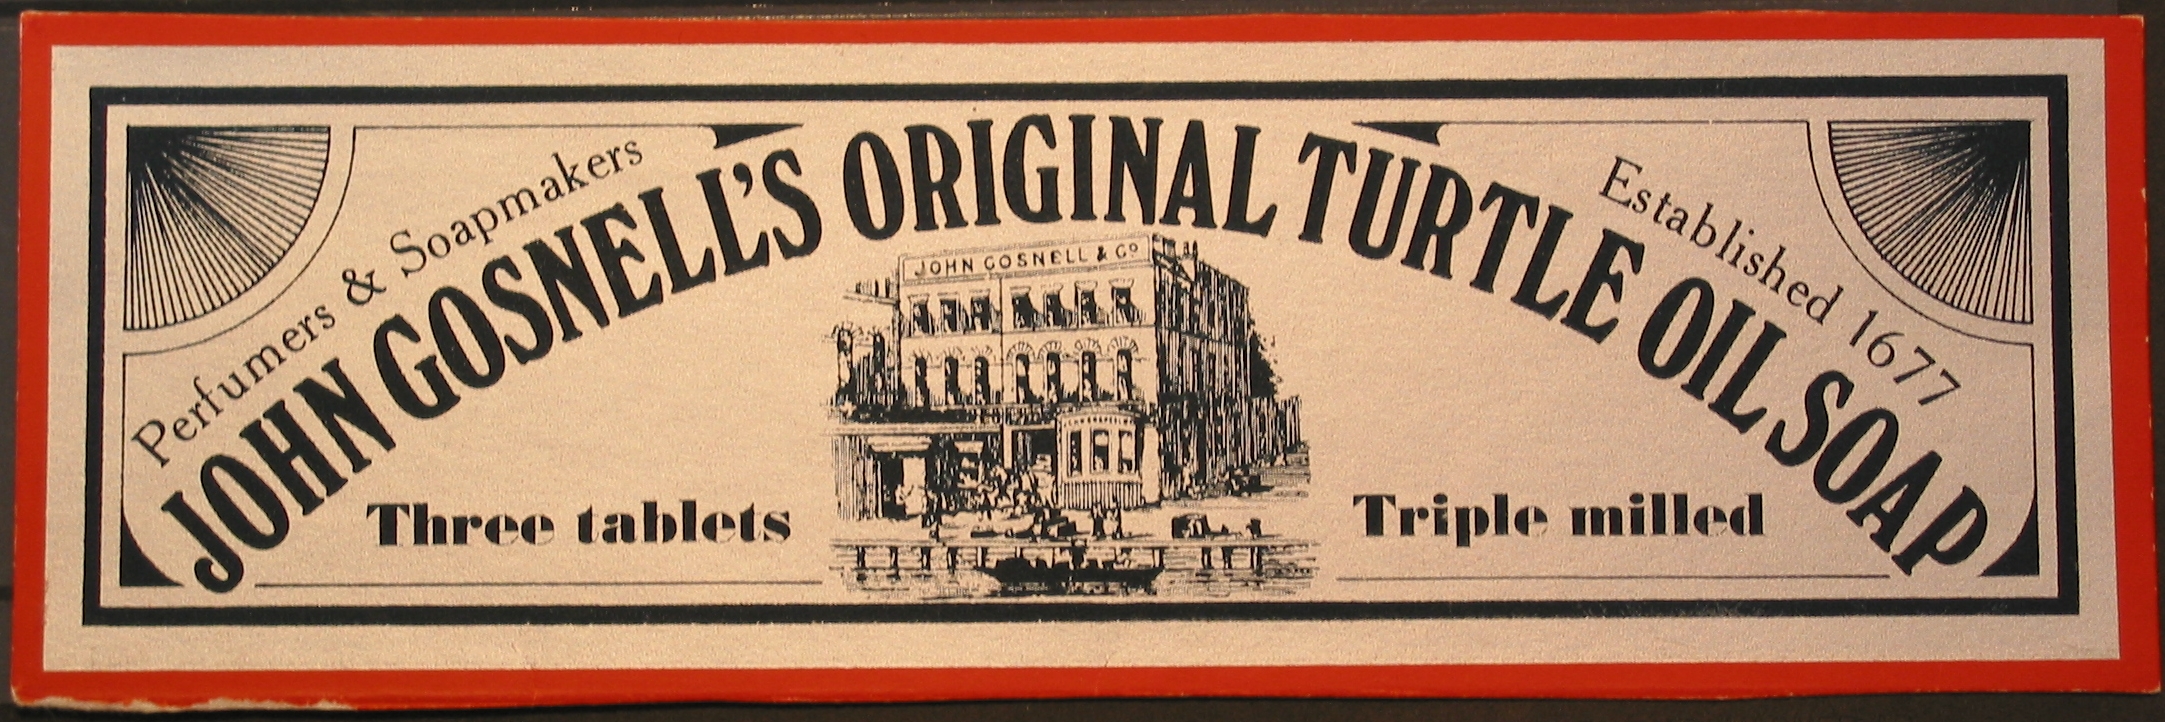 Perfumers & Soapmakers
Established 1677
JOHN GOSNELL'S ORIGINAL TURTLE OIL SOAP
JOHN GOSNELL & Cº
Three tablets
Triple milled